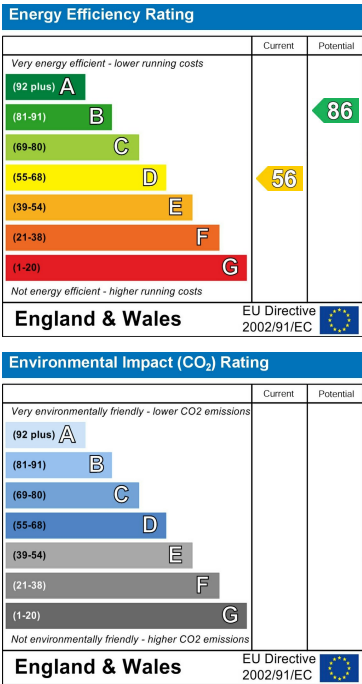 Energy Efficiency Rating
Current Potential
Very energy efficient - lower running costs
(92 plus) A
(81-91) B
86
(69-80) C
(55-68) D
56
(39-54) E
(21-38) F
(1-20) G
Not energy efficient - higher running costs
England & Wales
EU Directive
2002/91/EC
Environmental Impact (CO₂) Rating
Current Potential
Very environmentally friendly - lower CO2 emissions
(92 plus) A
(81-91) B
(69-80) C
(55-68) D
(39-54) E
(21-38) F
(1-20) G
Not environmentally friendly - higher CO2 emissions
England & Wales
EU Directive
2002/91/EC